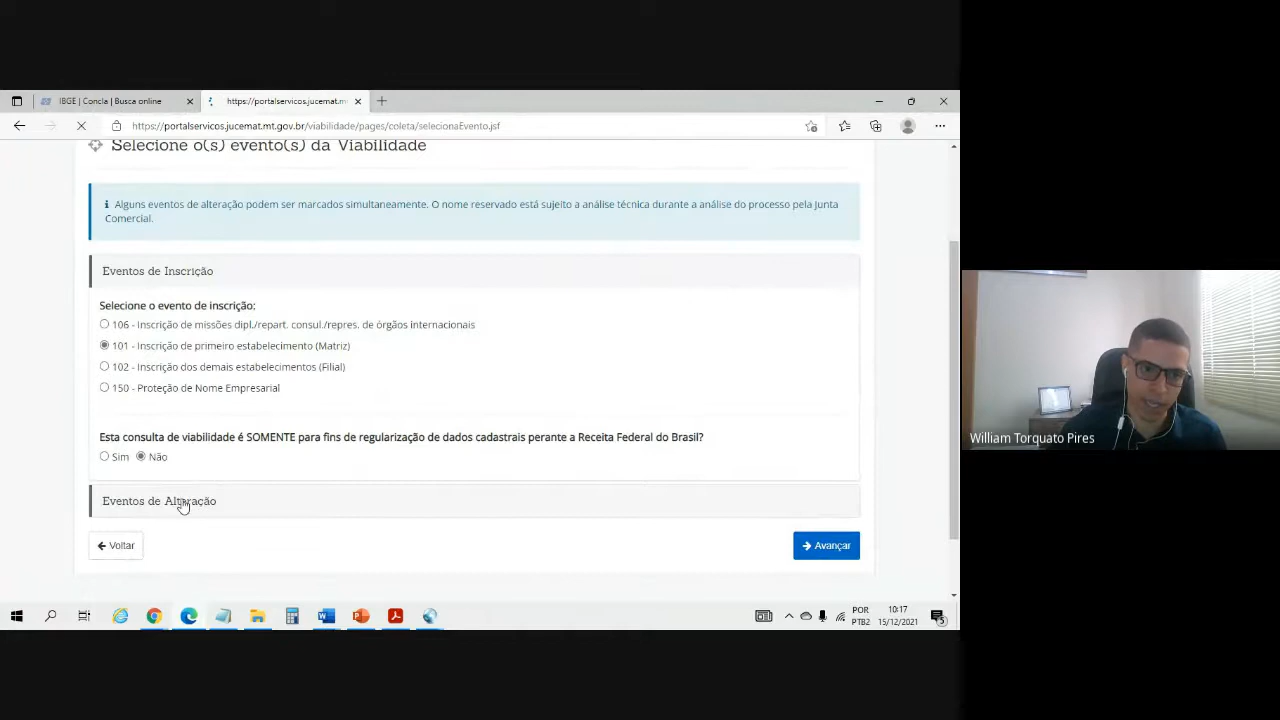 IBGE | Concla | Busca online
https://portalservicos.jucemat.m
https://portalservicos.jucemat.mt.gov.br/viabilidade/pages/coleta/selecionaEvento.jsf
Selecione o(s) evento(s) da Viabilidade
Alguns eventos de alteração podem ser marcados simultaneamente. O nome reservado está sujeito a análise técnica durante a análise do processo pela Junta
Comercial.
Eventos de Inscrição
Selecione o evento de inscrição:
106 - Inscrição de missões dipl./repart. consul./repres. de órgãos internacionais
101 - Inscrição de primeiro estabelecimento (Matriz)
102 - Inscrição dos demais estabelecimentos (Filial)
150 - Proteção de Nome Empresarial
Esta consulta de viabilidade é SOMENTE para fins de regularização de dados cadastrais perante a Receita Federal do Brasil?
Sim Não
Eventos de Alteração
Voltar
Avançar
William Torquato Pires
POR
PTB2
10:17
15/12/2021
5